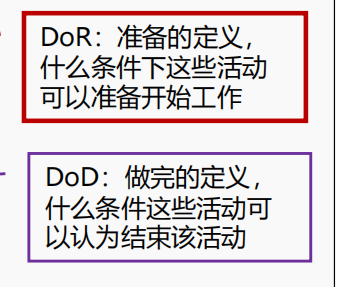 DoR：准备的定义，
什么条件下这些活动
可以准备开始工作
DoD：做完的定义，
什么条件这些活动可
以认为结束该活动